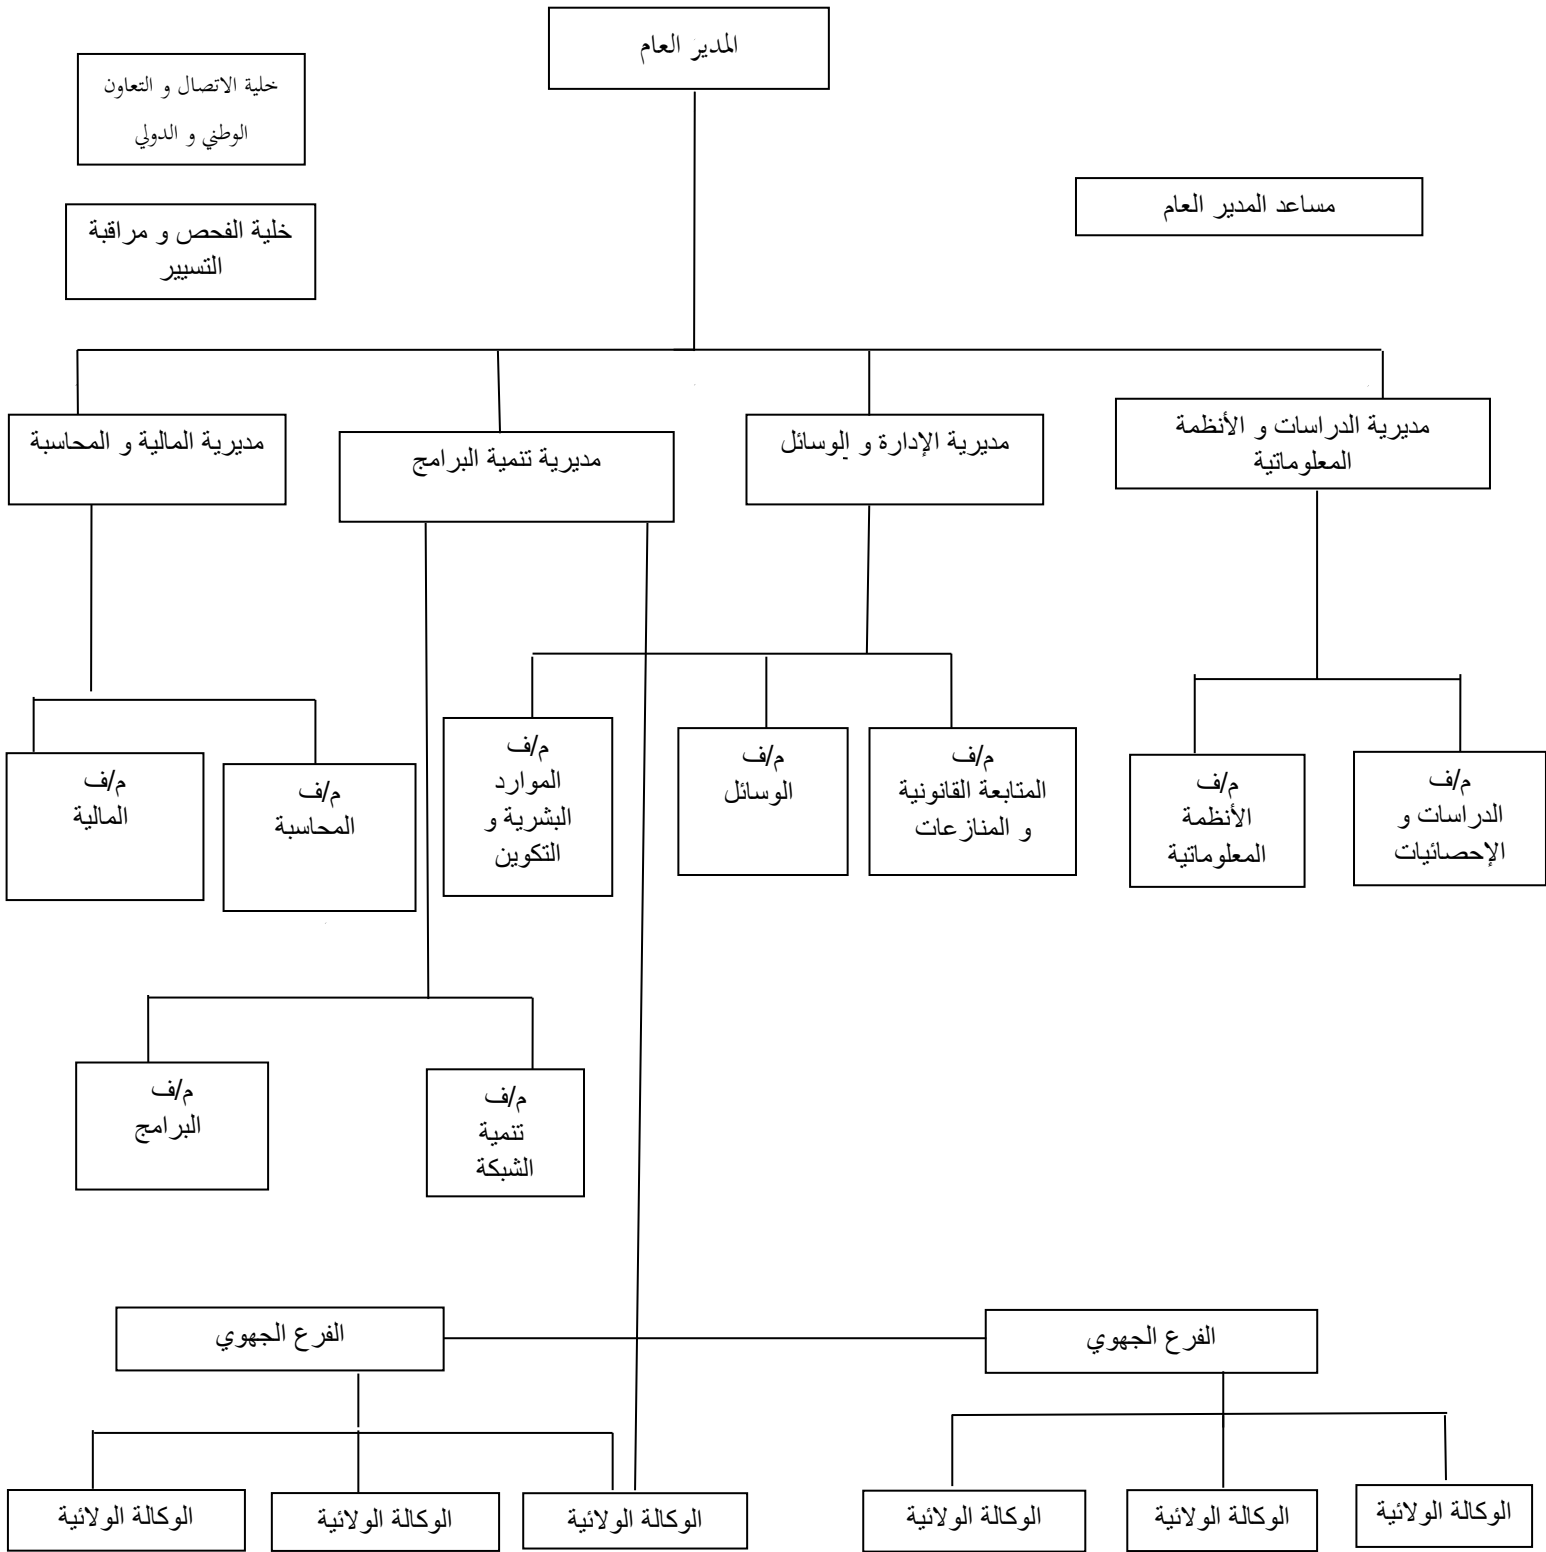 المدير العام
خلية الاتصال و التعاون
الوطني و الدولي
مساعد المدير العام
خلية الفحص و مراقبة
التسيير
مديرية الدراسات و الأنظمة
المعلوماتية
مديرية الإدارة و الوسائل
مديرية تنمية البرامج
مديرية المالية و المحاسبة
م/ف
الدراسات و
الإحصائيات
م/ف
الأنظمة
المعلوماتية
م/ف
المتابعة القانونية
و المنازعات
م/ف
الوسائل
م/ف
الموارد
البشرية و
التكوين
م/ف
المحاسبة
م/ف
المالية
م/ف
تنمية
الشبكة
م/ف
البرامج
الفرع الجهوي
الفرع الجهوي
الوكالة الولائية
الوكالة الولائية
الوكالة الولائية
الوكالة الولائية
الوكالة الولائية
الوكالة الولائية